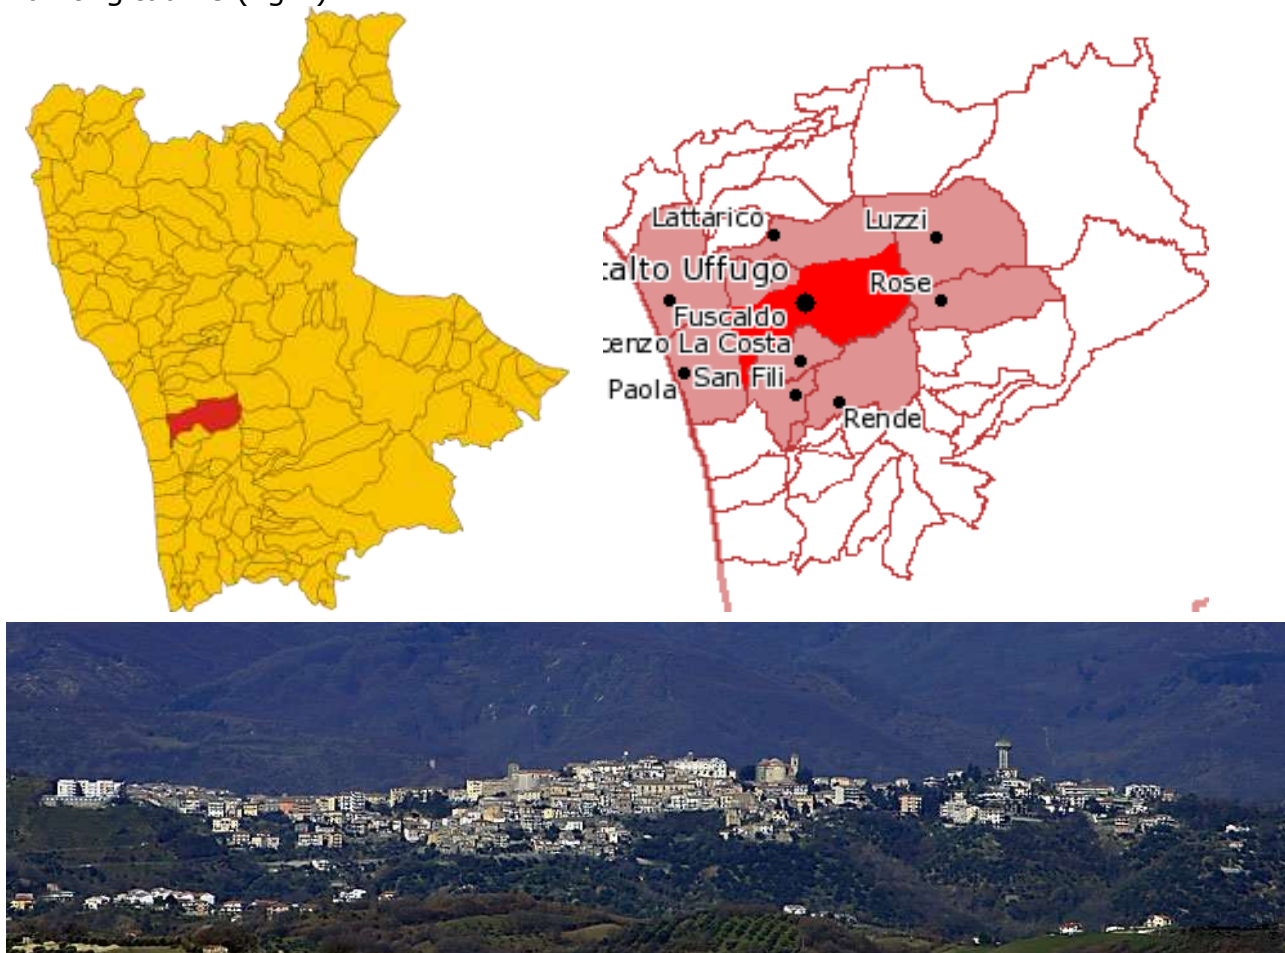 Lattarico
Luzzi
talto Uffugo
Rose
Fuscaldo
cenzo La Costa
San Fili
Paola
Rende